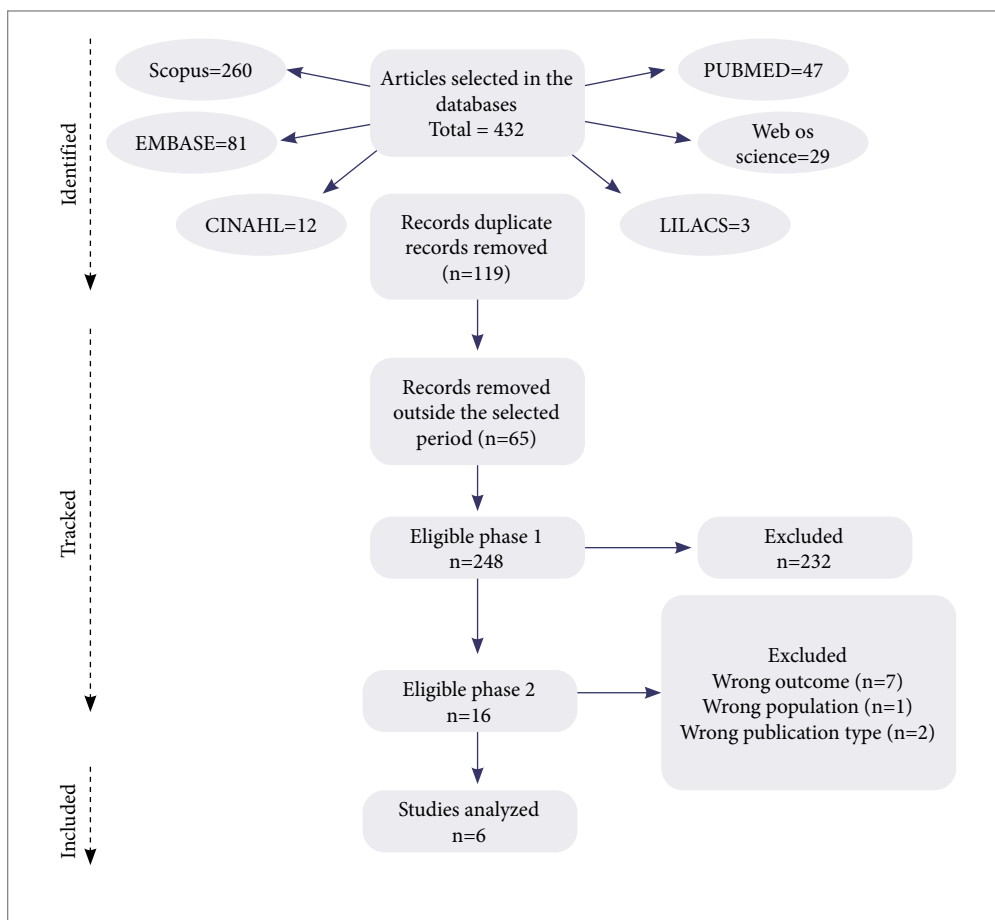 Identified
Scopus=260
Articles selected in the
databases
Total = 432
PUBMED=47
EMBASE=81
Web os
science=29
CINAHL=12
LILACS=3
Records duplicate
records removed
(n=119)
Tracked
Records removed
outside the selected
period (n=65)
Eligible phase 1
n=248
Excluded
n=232
Eligible phase 2
n=16
Excluded
Wrong outcome (n=7)
Wrong population (n=1)
Wrong publication type (n=2)
Included
Studies analyzed
n=6